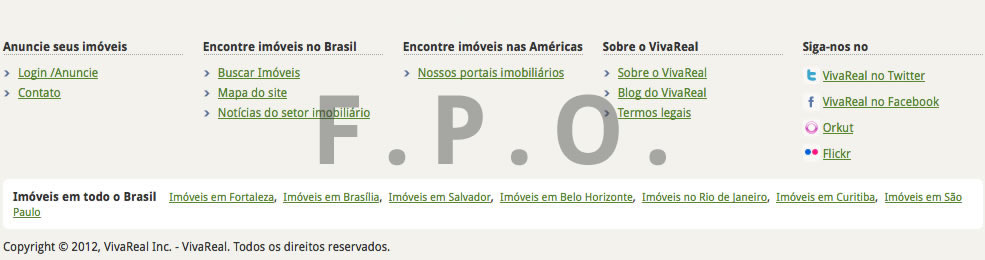 Anuncie seus imóveis
Login /Anuncie
Contato
Encontre imóveis no Brasil
Buscar Imóveis
Mapa do site
Notícias do setor imobiliário
Encontre imóveis nas Américas
Nossos portais imobiliários
Sobre o VivaReal
Sobre o VivaReal
Blog do VivaReal
Termos legais
Siga-nos no
VivaReal no Twitter
VivaReal no Facebook
Orkut
Flickr
F.P.O.
Imóveis em todo o Brasil Imóveis em Fortaleza, Imóveis em Brasília, Imóveis em Salvador, Imóveis em Belo Horizonte, Imóveis no Rio de Janeiro, Imóveis em Curitiba, Imóveis em São
Paulo
Copyright © 2012, VivaReal Inc. - VivaReal. Todos os direitos reservados.